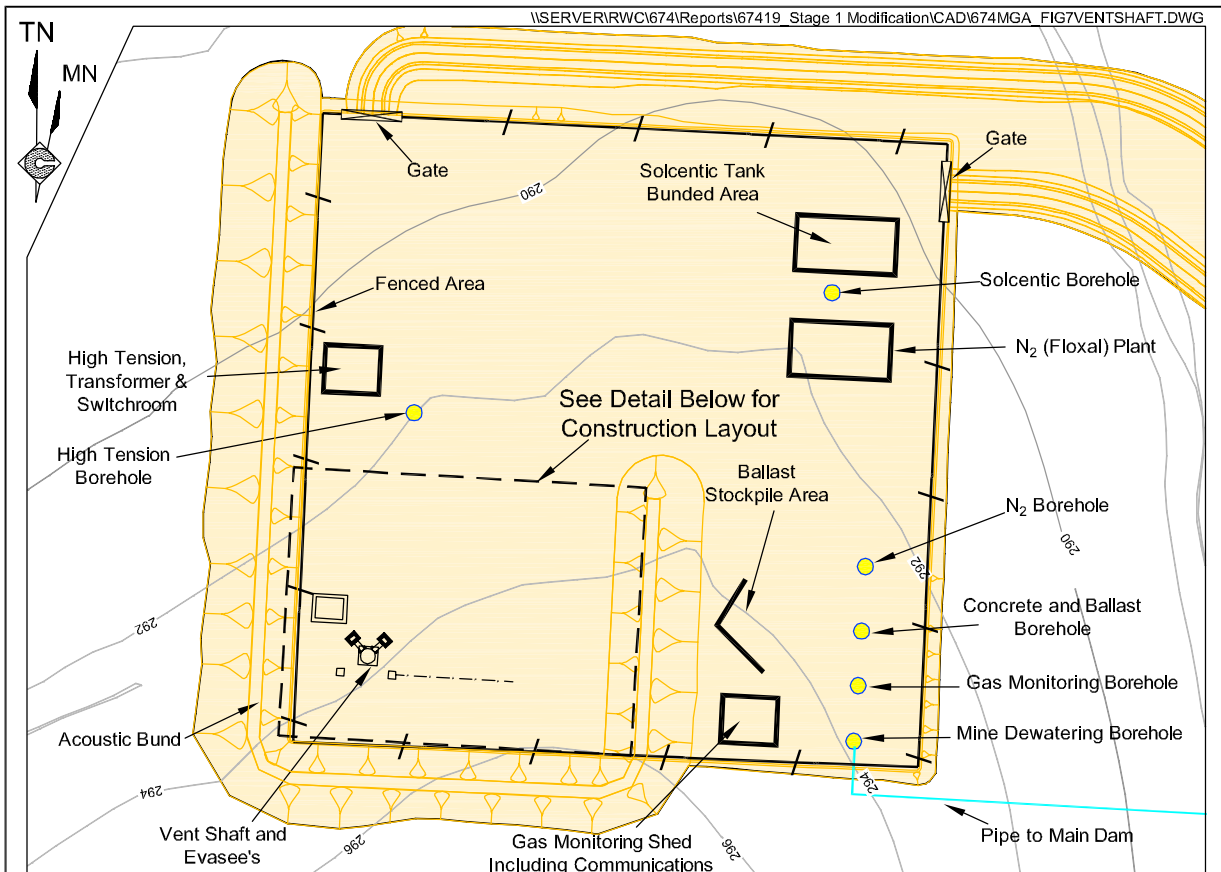 \\SERVER\RWC\674\Reports\67419_Stage 1 Modification\CAD\674MGA_FIG7VENTSHAFT.DWG
TN
MN
Gate
Gate
Solcentic Tank
Bunded Area
290
Fenced Area
Solcentic Borehole
High Tension,
Transformer &
Switchroom
N₂ (Floxal) Plant
See Detail Below for
Construction Layout
High Tension
Borehole
Ballast
Stockpile Area
N₂ Borehole
290
292
Concrete and Ballast
Borehole
292
Gas Monitoring Borehole
Acoustic Bund
Mine Dewatering Borehole
294
294
Vent Shaft and
Evasee's
296
Gas Monitoring Shed
Including Communications
296
Pipe to Main Dam